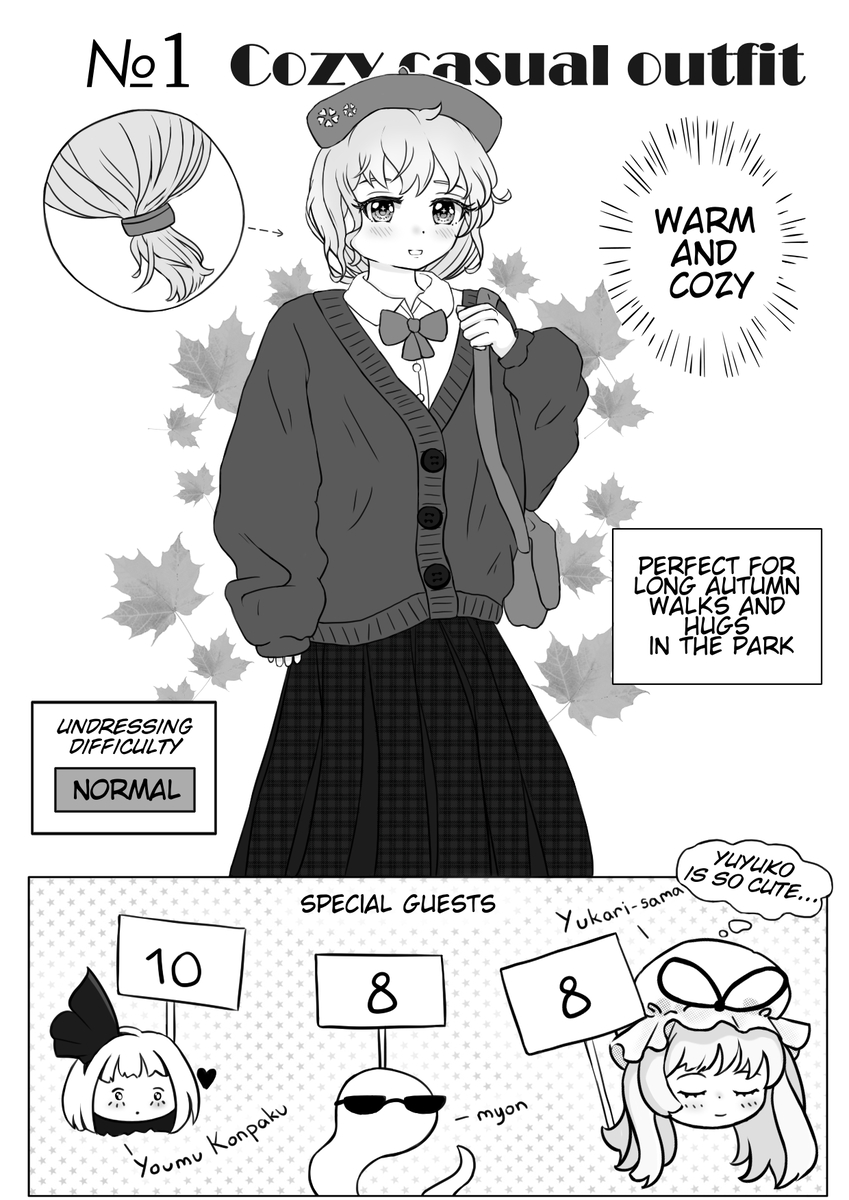 №1 Cozy casual outfit
WARM
AND
COZY
PERFECT FOR
LONG AUTUMN
WALKS AND
HUGS
IN THE PARK
UNDRESSING
DIFFICULTY
NORMAL
YUYUKO
IS SO CUTE...
SPECIAL GUESTS
Yukari-sama
10
8
8
Youmu Konpaku
myon